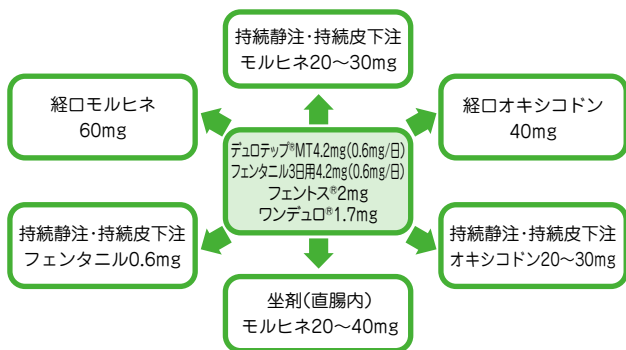 持続静注･持続皮下注
モルヒネ20～30mg
経口モルヒネ
60mg
経口オキシコドン
40mg
デュロテップ®MT4.2mg(0.6mg/日)
フェンタニル3日用4.2mg(0.6mg/日)
フェントス®2mg
ワンデュロ®1.7mg
持続静注･持続皮下注
フェンタニル0.6mg
持続静注･持続皮下注
オキシコドン20～30mg
坐剤(直腸内)
モルヒネ20～40mg